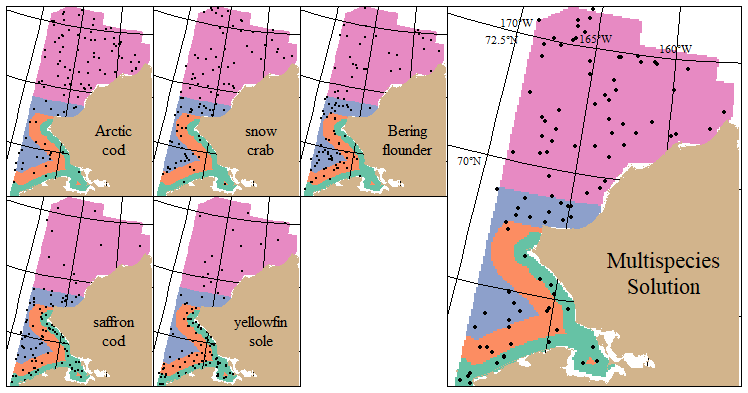 Arctic
cod
snow
crab
Bering
flounder
saffron
cod
yellowfin
sole
170°W
72.5°N
165°W
160°W
70°N
Multispecies
Solution